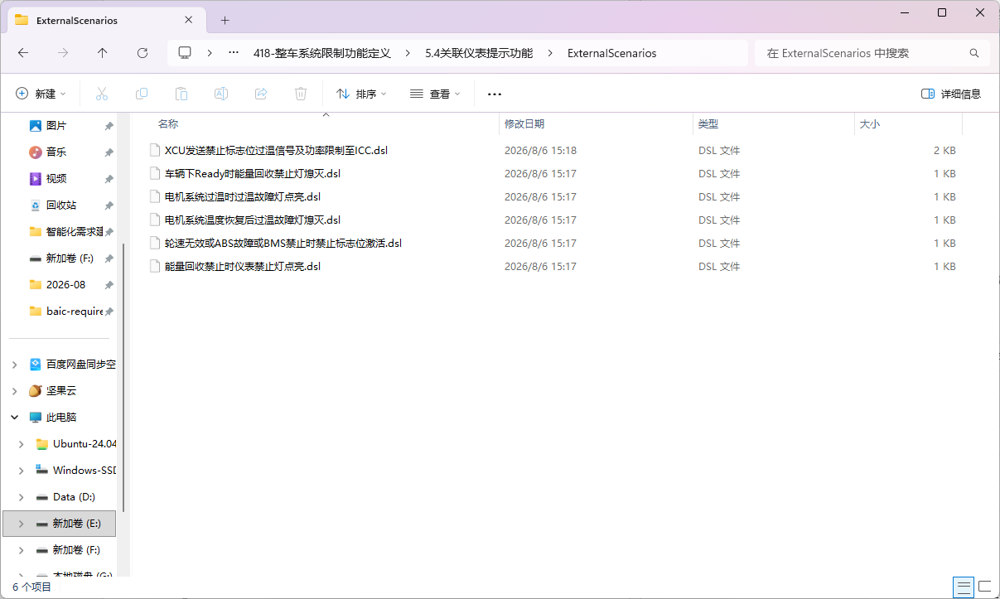 ExternalScenarios
418-整车系统限制功能定义
5.4关联仪表提示功能
ExternalScenarios
在 ExternalScenarios 中搜索
新建
排序
查看
详细信息
名称
修改日期
类型
大小
图片
音乐
视频
回收站
智能化需求建
新加卷 (F:)
2026-08
baic-require
百度网盘同步空
坚果云
此电脑
Ubuntu-24.04
Windows-SSD
Data (D:)
新加卷 (E:)
新加卷 (F:)
本地磁盘 (G:)
XCU发送禁止标志位过温信号及功率限制至ICC.dsl 2026/8/6 15:18 DSL 文件 2 KB
车辆下Ready时能量回收禁止灯熄灭.dsl 2026/8/6 15:17 DSL 文件 1 KB
电机系统过温时过温故障灯点亮.dsl 2026/8/6 15:17 DSL 文件 1 KB
电机系统温度恢复后过温故障灯熄灭.dsl 2026/8/6 15:17 DSL 文件 1 KB
轮速无效或ABS故障或BMS禁止时禁止标志位激活.dsl 2026/8/6 15:17 DSL 文件 1 KB
能量回收禁止时仪表禁止灯点亮.dsl 2026/8/6 15:17 DSL 文件 1 KB
6 个项目